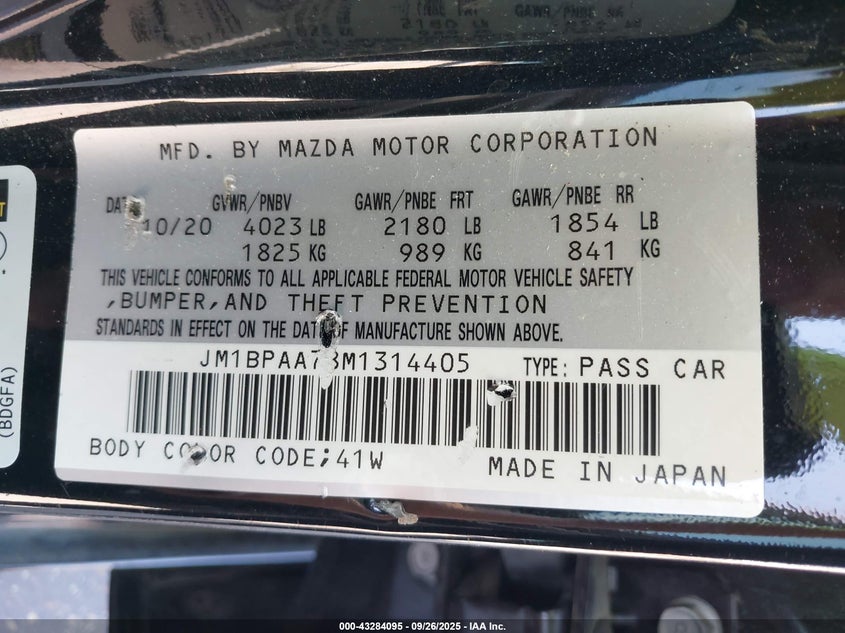 MFD. BY MAZDA MOTOR CORPORATION
DATE GVWR/PNBV GAWR/PNBE FRT GAWR/PNBE RR
10/20 4023 LB 2180 LB 1854 LB
1825 KG 989 KG 841 KG
THIS VEHICLE CONFORMS TO ALL APPLICABLE FEDERAL MOTOR VEHICLE SAFETY
,BUMPER,AND THEFT PREVENTION
STANDARDS IN EFFECT ON THE DATE OF MANUFACTURE SHOWN ABOVE.
JM1BPAA78M1314405 TYPE: PASS CAR
BODY COLOR CODE;41W MADE IN JAPAN
(BDGFA)
000-43284095 - 09/26/2025 - IAA Inc.